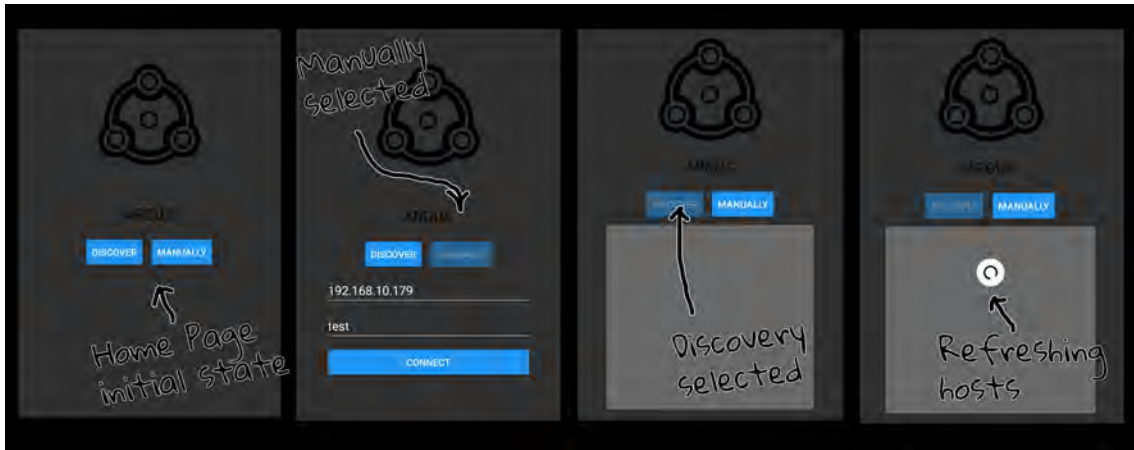 DISCOVER
MANUALLY
Home Page
initial state
Manually
selected
DISCOVER
192.168.10.179
test
CONNECT
DISCOVER
MANUALLY
Discovery
selected
MANUALLY
Refreshing
hosts